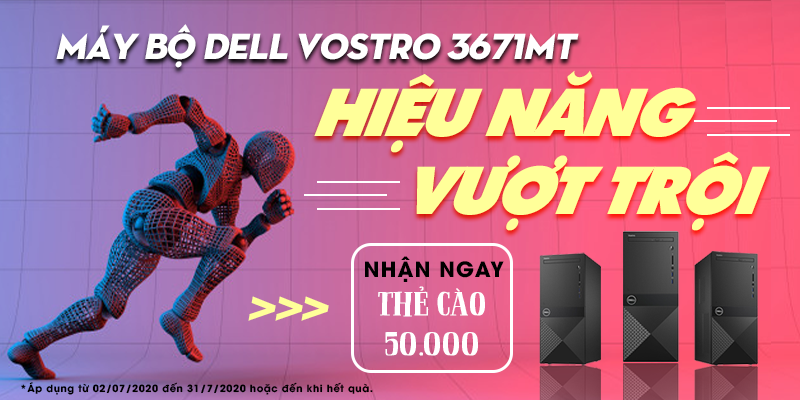 MÁY BỘ DELL VOSTRO 3671MT
HIỆU NĂNG
VƯỢT TRỘI
NHẬN NGAY
THẺ CÀO
50.000
>>>
*Áp dụng từ 02/07/2020 đến 31/7/2020 hoặc đến khi hết quà.